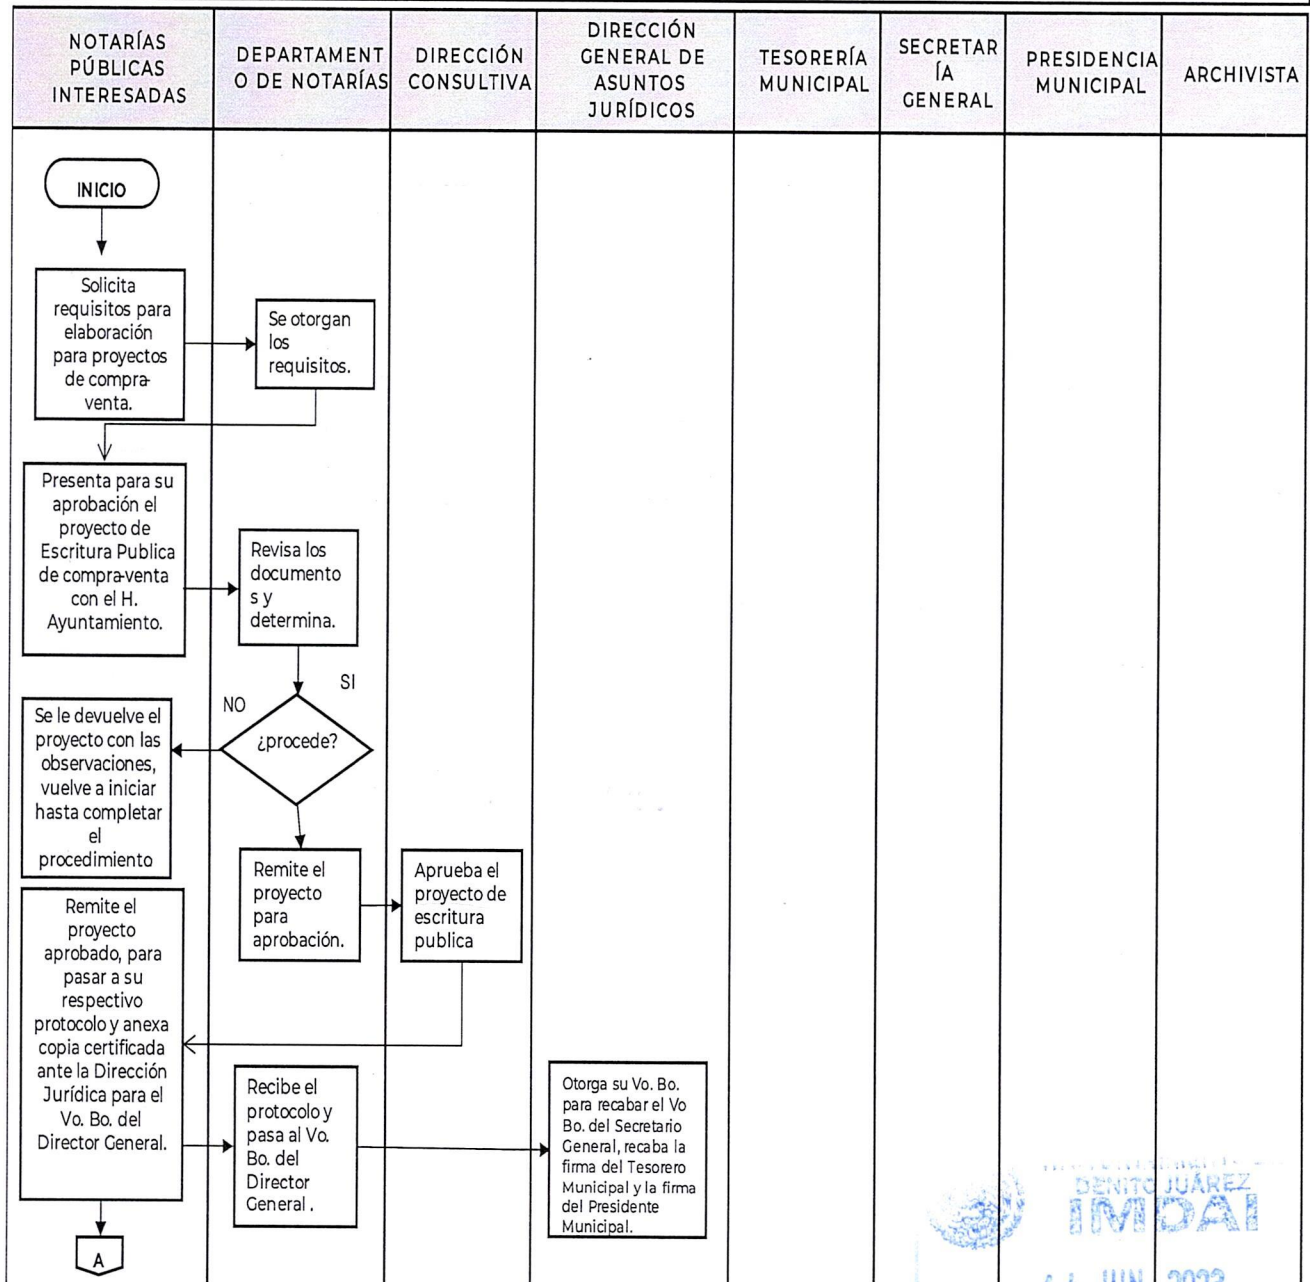 NOTARÍAS
PÚBLICAS
INTERESADAS
DEPARTAMENT
O DE NOTARÍAS
DIRECCIÓN
CONSULTIVA
DIRECCIÓN
GENERAL DE
ASUNTOS
JURÍDICOS
TESORERÍA
MUNICIPAL
SECRETAR
ÍA
GENERAL
PRESIDENCIA
MUNICIPAL
ARCHIVISTA
INICIO
Solicita
requisitos para
elaboración
para proyectos
de compra-
venta.
Se otorgan
los
requisitos.
Presenta para su
aprobación el
proyecto de
Escritura Publica
de compra-venta
con el H.
Ayuntamiento.
Revisa los
documento
s y
determina.
SI
NO
¿procede?
Se le devuelve el
proyecto con las
observaciones,
vuelve a iniciar
hasta completar
el
procedimiento
Remite el
proyecto
para
aprobación.
Aprueba el
proyecto de
escritura
publica
Remite el
proyecto
aprobado, para
pasar a su
respectivo
protocolo y anexa
copia certificada
ante la Dirección
Jurídica para el
Vo. Bo. del
Director General.
Recibe el
protocolo y
pasa al Vo.
Bo. del
Director
General.
Otorga su Vo. Bo.
para recabar el Vo
Bo. del Secretario
General, recaba la
firma del Tesorero
Municipal y la firma
del Presidente
Municipal.
A
BENITO JUÁREZ
IMDAI
JUN 2023